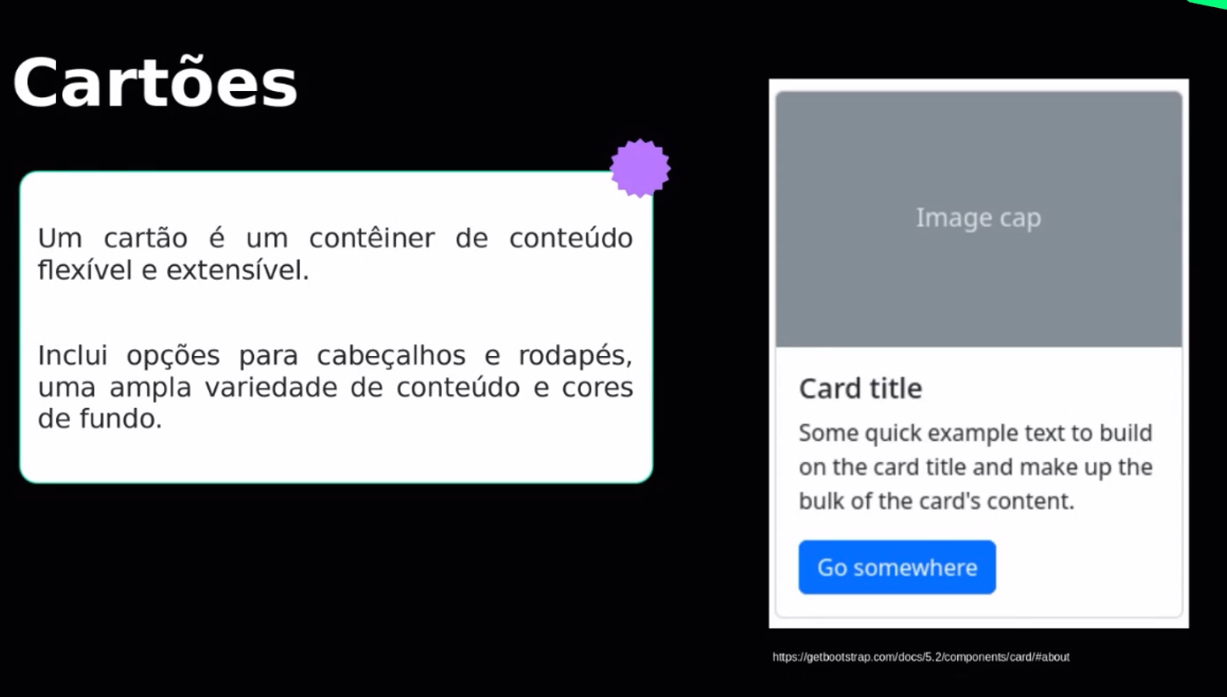 Cartões
Um cartão é um contêiner de conteúdo
flexível e extensível.
Inclui opções para cabeçalhos e rodapés,
uma ampla variedade de conteúdo e cores
de fundo.
Image cap
Card title
Some quick example text to build
on the card title and make up the
bulk of the card's content.
Go somewhere
https://getbootstrap.com/docs/5.2/components/card/#about